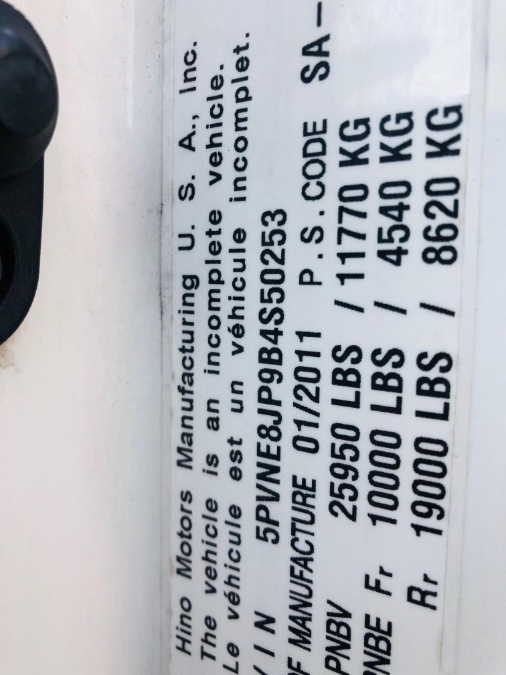 Hino Motors Manufacturing U. S. A., Inc.
The vehicle is an incomplete vehicle.
Le véhicule est un véhicule incomplet.
VIN 5PVNE8JP9B4S50253
OF MANUFACTURE 01/2011 P.S.CODE SA-
PNBV 25950 LBS / 11770 KG
PNBE Fr 10000 LBS / 4540 KG
Rr 19000 LBS / 8620 KG